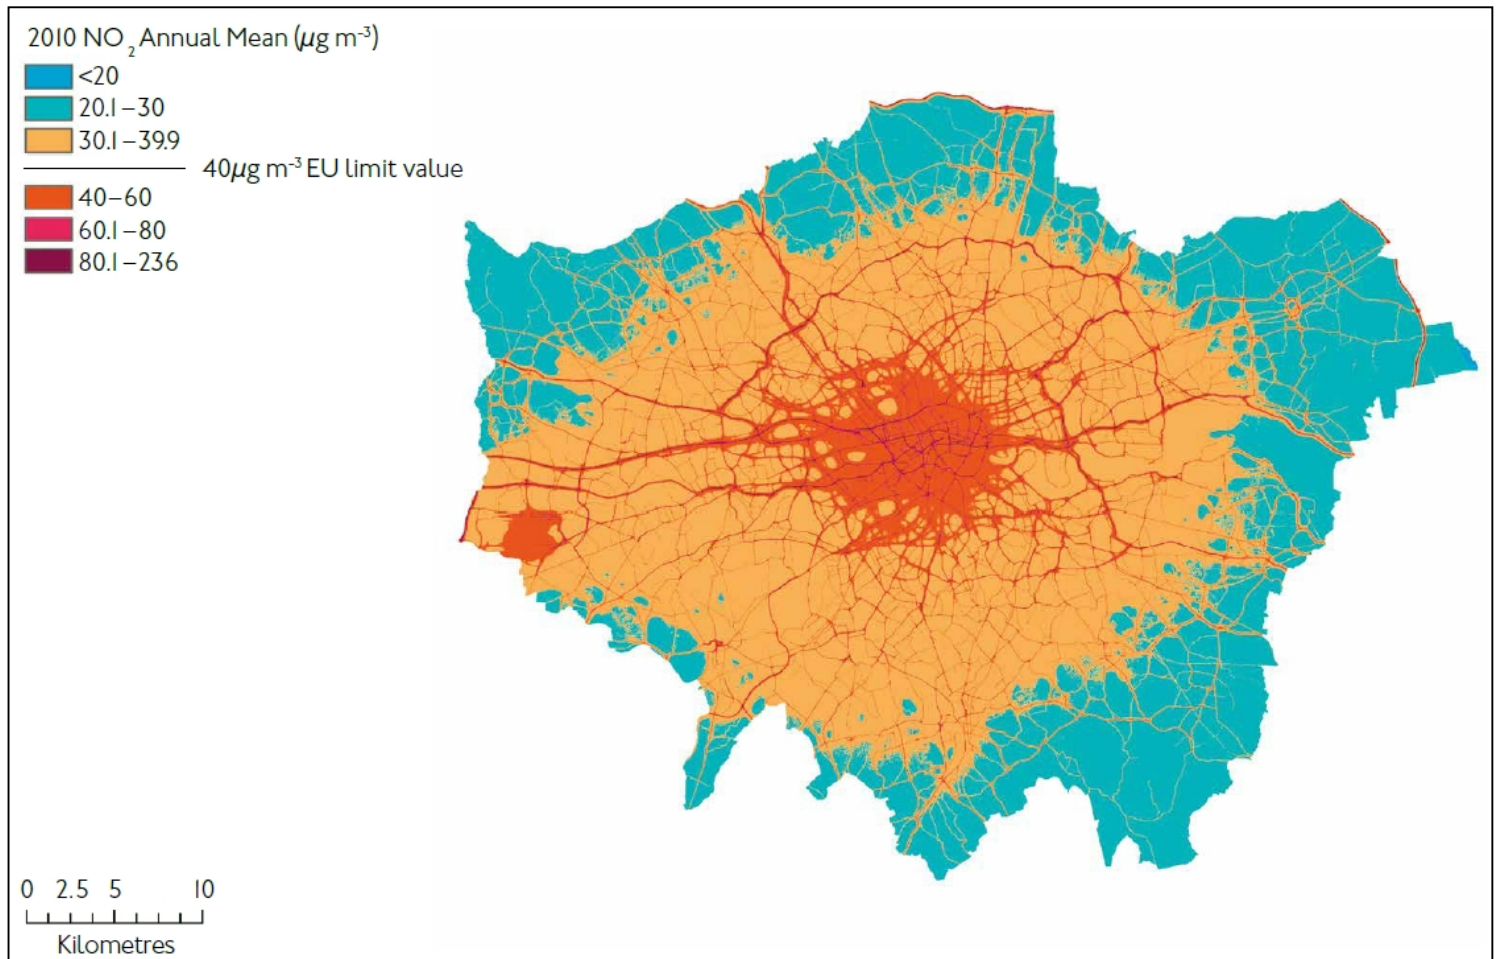 2010 NO₂ Annual Mean (µg m⁻³)
<20
20.1–30
30.1–39.9
40µg m⁻³ EU limit value
40–60
60.1–80
80.1–236
0 2.5 5 10
Kilometres